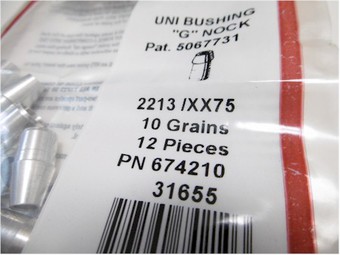 UNI BUSHING
"G" NOCK
Pat. 5067731
2213 /XX75
10 Grains
12 Pieces
PN 674210
31655